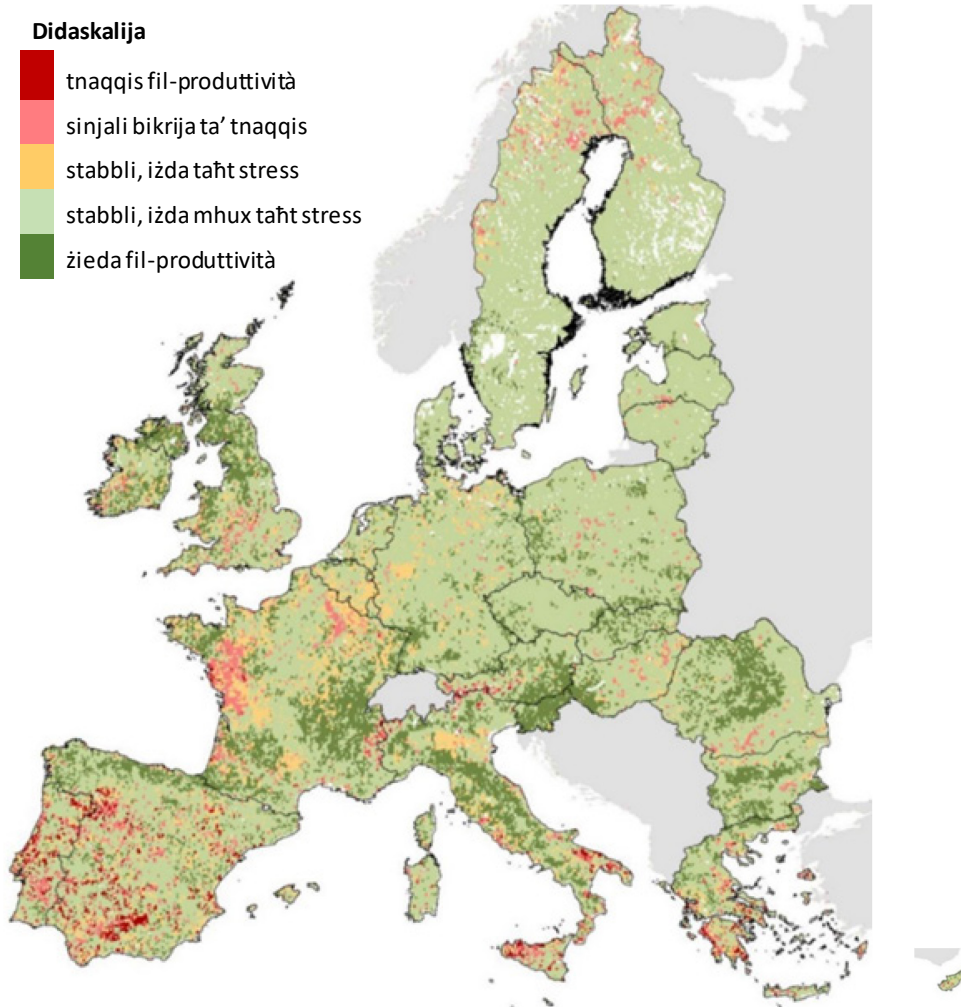 Didaskalija
tnaqqis fil-produttività
sinjali bikrija ta’ tnaqqis
stabbli, iżda taħt stress
stabbli, iżda mhux taħt stress
żieda fil-produttività